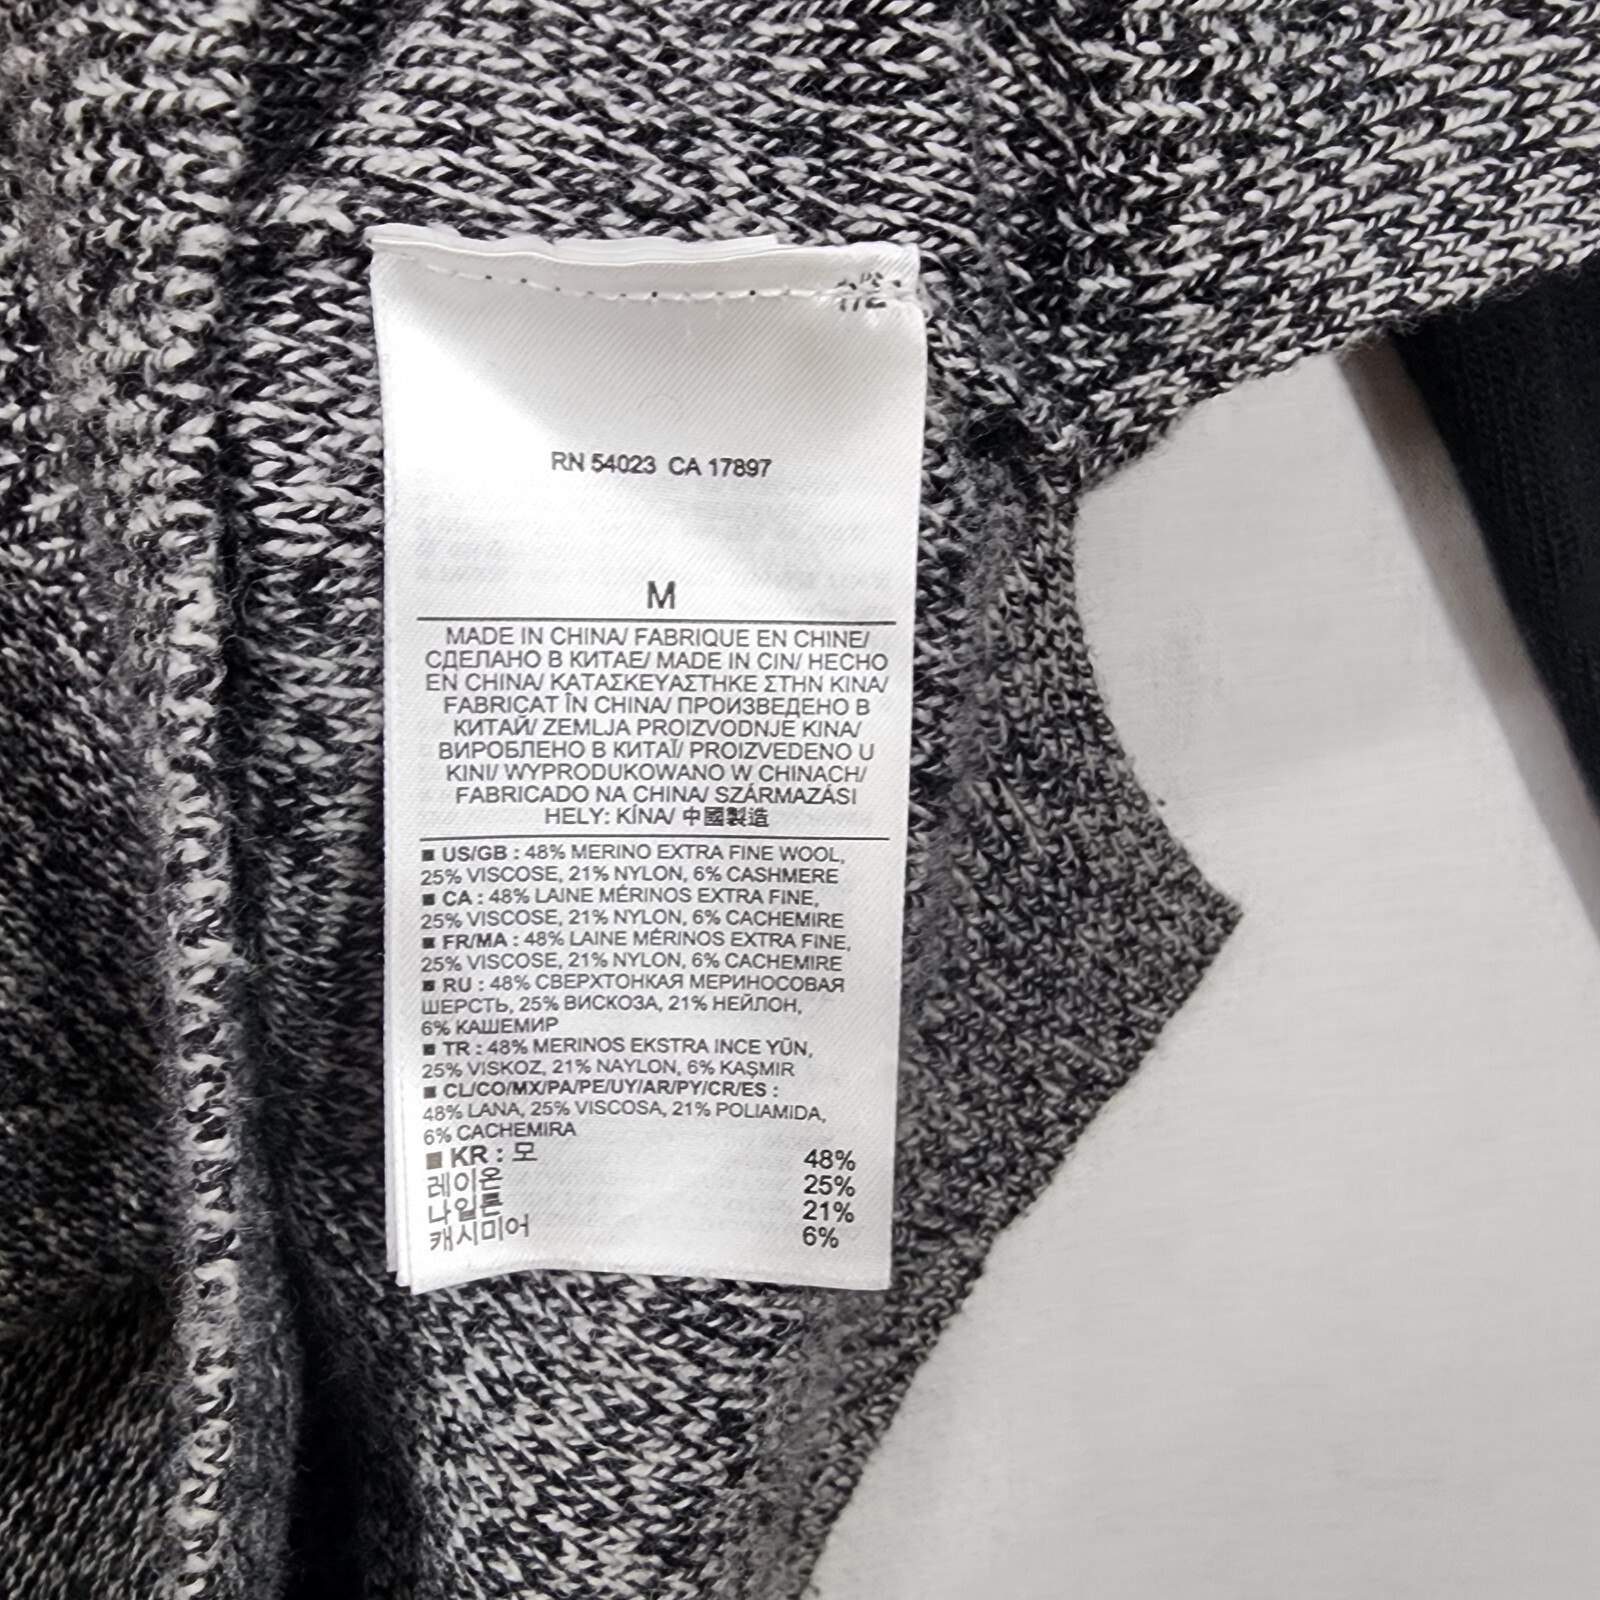 RN 54023 CA 17897
M
MADE IN CHINA/ FABRIQUE EN CHINE/
СДЕЛАНО В КИТАЕ/ MADE IN CIN/ HECHO
EN CHINA/ ΚΑΤΑΣΚΕΥΑΣΤΗΚΕ ΣΤΗΝ ΚΙΝΑ/
FABRICAT ÎN CHINA/ ПРОИЗВЕДЕНО В
КИТАЙ/ ZEMLJA PROIZVODNJE KINA/
ВИРОБЛЕНО В КИТАЇ/ PROIZVEDENO U
KINI/ WYPRODUKOWANO W CHINACH/
FABRICADO NA CHINA/ SZÁRMAZÁSI
HELY: KÍNA/ 中國製造
■ US/GB : 48% MERINO EXTRA FINE WOOL,
25% VISCOSE, 21% NYLON, 6% CASHMERE
■ CA : 48% LAINE MÉRINOS EXTRA FINE,
25% VISCOSE, 21% NYLON, 6% CACHEMIRE
■ FR/MA : 48% LAINE MÉRINOS EXTRA FINE,
25% VISCOSE, 21% NYLON, 6% CACHEMIRE
■ RU : 48% СВЕРХТОНКАЯ МЕРИНОСОВАЯ
ШЕРСТЬ, 25% ВИСКОЗА, 21% НЕЙЛОН,
6% КАШЕМИР
■ TR : 48% MERINOS EKSTRA INCE YÜN,
25% VISKOZ, 21% NAYLON, 6% KAŞMIR
■ CL/CO/MX/PA/PE/UY/AR/PY/CR/ES :
48% LANA, 25% VISCOSA, 21% POLIAMIDA,
6% CACHEMIRA
■ KR : 모 48%
레이온 25%
나일론 21%
캐시미어 6%